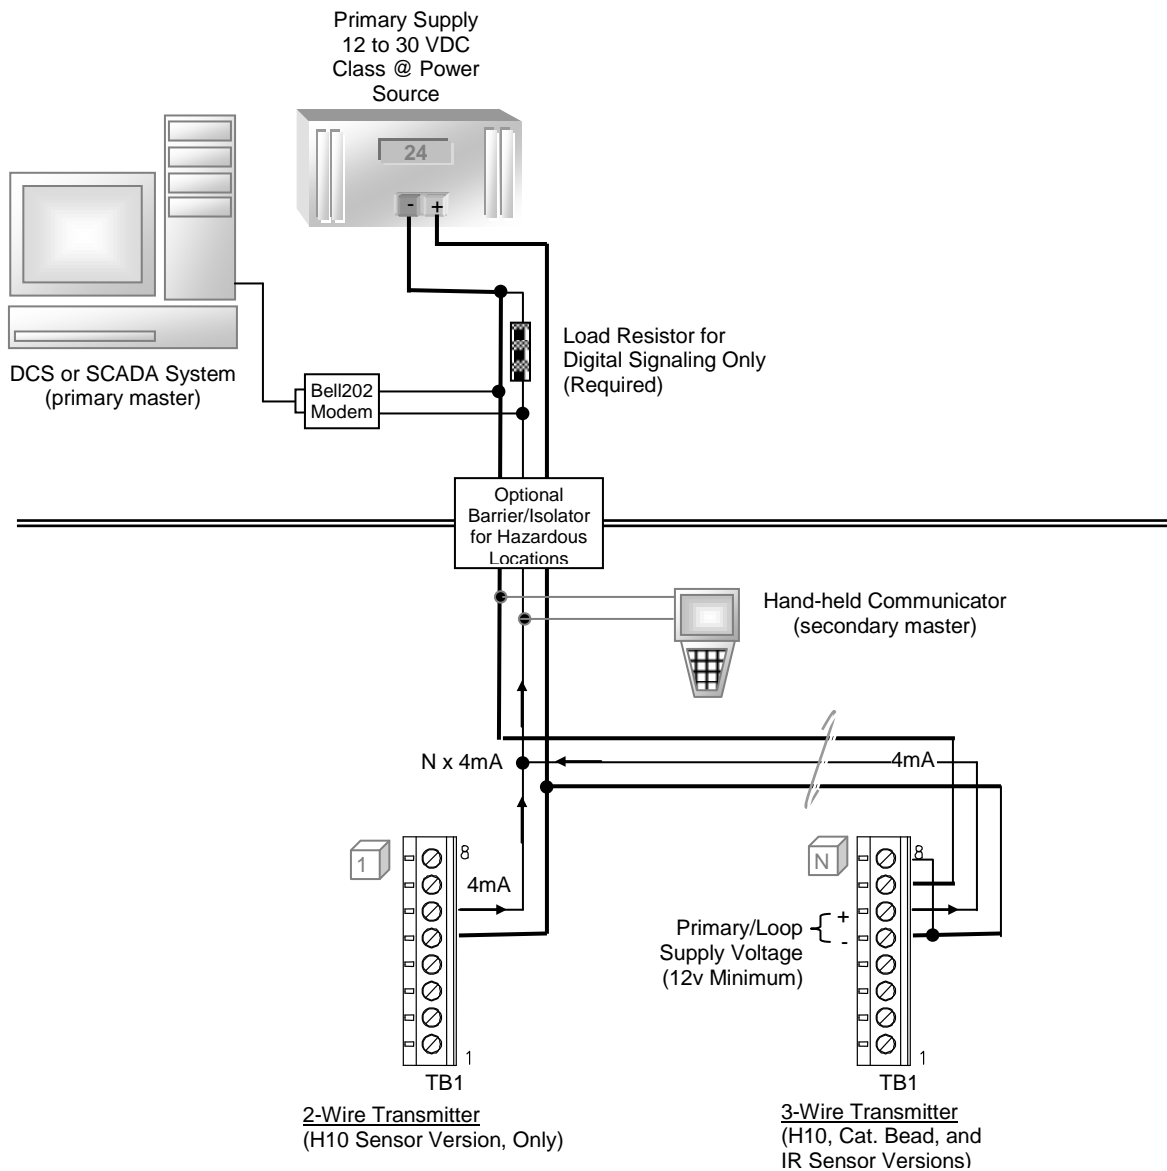 Primary Supply
12 to 30 VDC
Class @ Power
Source
24
- +
DCS or SCADA System
(primary master)
Bell202
Modem
Load Resistor for
Digital Signaling Only
(Required)
Optional
Barrier/Isolator
for Hazardous
Locations
Hand-held Communicator
(secondary master)
N x 4mA
4mA
1
8
4mA
1
TB1
2-Wire Transmitter
(H10 Sensor Version, Only)
N
8
Primary/Loop
Supply Voltage
(12v Minimum)
+
-
1
TB1
3-Wire Transmitter
(H10, Cat. Bead, and
IR Sensor Versions)